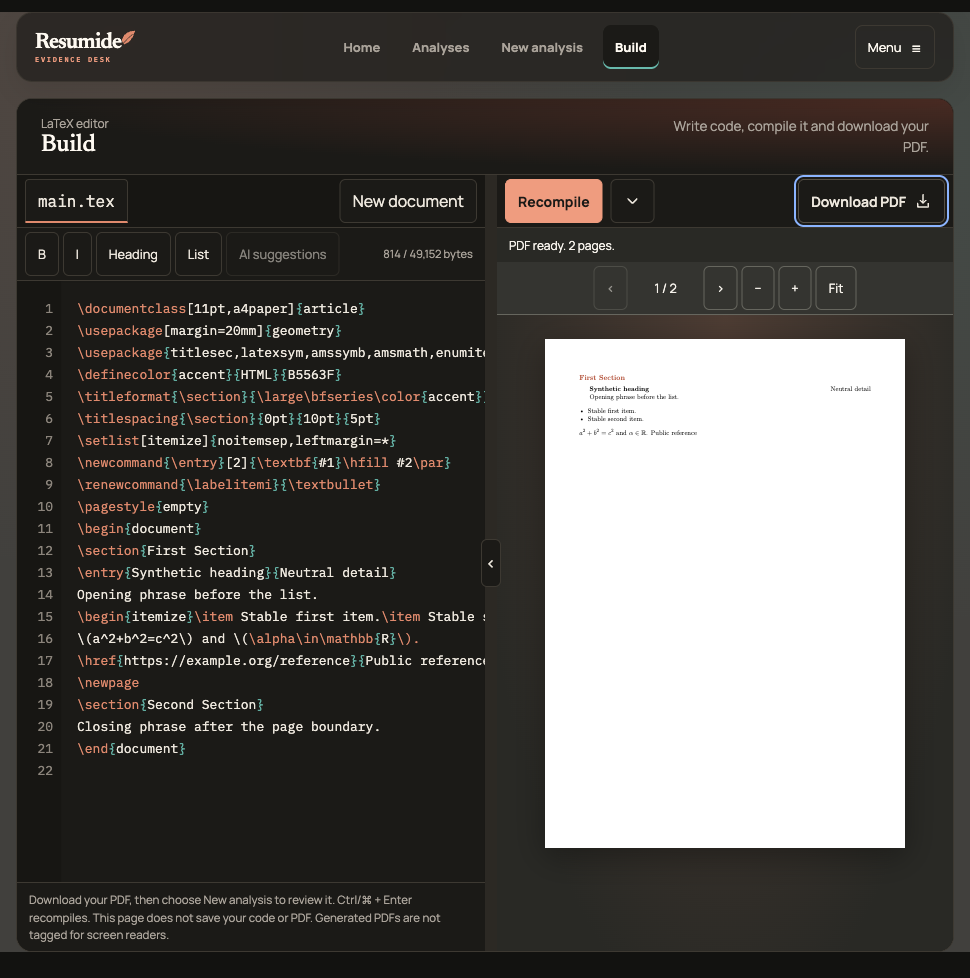 Resumide
EVIDENCE DESK
Home
Analyses
New analysis
Build
Menu
LaTeX editor
Build
Write code, compile it and download your
PDF.
main.tex
New document
Recompile
Download PDF
B
I
Heading
List
AI suggestions
814 / 49,152 bytes
PDF ready. 2 pages.
1 / 2
Fit
1 \documentclass[11pt,a4paper]{article}
2 \usepackage[margin=20mm]{geometry}
3 \usepackage{titlesec,latexsym,amssymb,amsmath,enumite
4 \definecolor{accent}{HTML}{B5563F}
5 \titleformat{\section}{\large\bfseries\color{accent}}
6 \titlespacing{\section}{0pt}{10pt}{5pt}
7 \setlist[itemize]{noitemsep,leftmargin=*}
8 \newcommand{\entry}[2]{\textbf{#1}\hfill #2\par}
9 \renewcommand{\labelitemi}{\textbullet}
10 \pagestyle{empty}
11 \begin{document}
12 \section{First Section}
13 \entry{Synthetic heading}{Neutral detail}
14 Opening phrase before the list.
15 \begin{itemize}\item Stable first item.\item Stable s
16 \(a^2+b^2=c^2\) and \(\alpha\in\mathbb{R}\).
17 \href{https://example.org/reference}{Public reference
18 \newpage
19 \section{Second Section}
20 Closing phrase after the page boundary.
21 \end{document}
22
First Section
Synthetic heading Neutral detail
Opening phrase before the list.
• Stable first item.
• Stable second item.
a² + b² = c² and α ∈ ℝ. Public reference
Download your PDF, then choose New analysis to review it. Ctrl/⌘ + Enter
recompiles. This page does not save your code or PDF. Generated PDFs are not
tagged for screen readers.